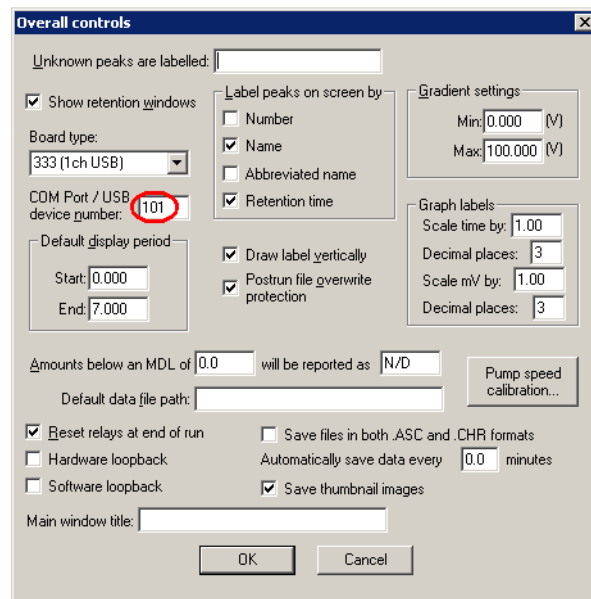 Overall controls
Unknown peaks are labelled:
Show retention windows
Board type:
333 (1ch USB)
COM Port / USB
device number: 101
Default display period
Start: 0.000
End: 7.000
Label peaks on screen by
Number
Name
Abbreviated name
Retention time
Draw label vertically
Postrun file overwrite
protection
Gradient settings
Min: 0.000 (V)
Max: 100.000 (V)
Graph labels
Scale time by: 1.00
Decimal places: 3
Scale mV by: 1.00
Decimal places: 3
Amounts below an MDL of 0.0 will be reported as N/D
Pump speed
calibration...
Default data file path:
Reset relays at end of run
Save files in both .ASC and .CHR formats
Hardware loopback
Automatically save data every 0.0 minutes
Software loopback
Save thumbnail images
Main window title:
OK
Cancel